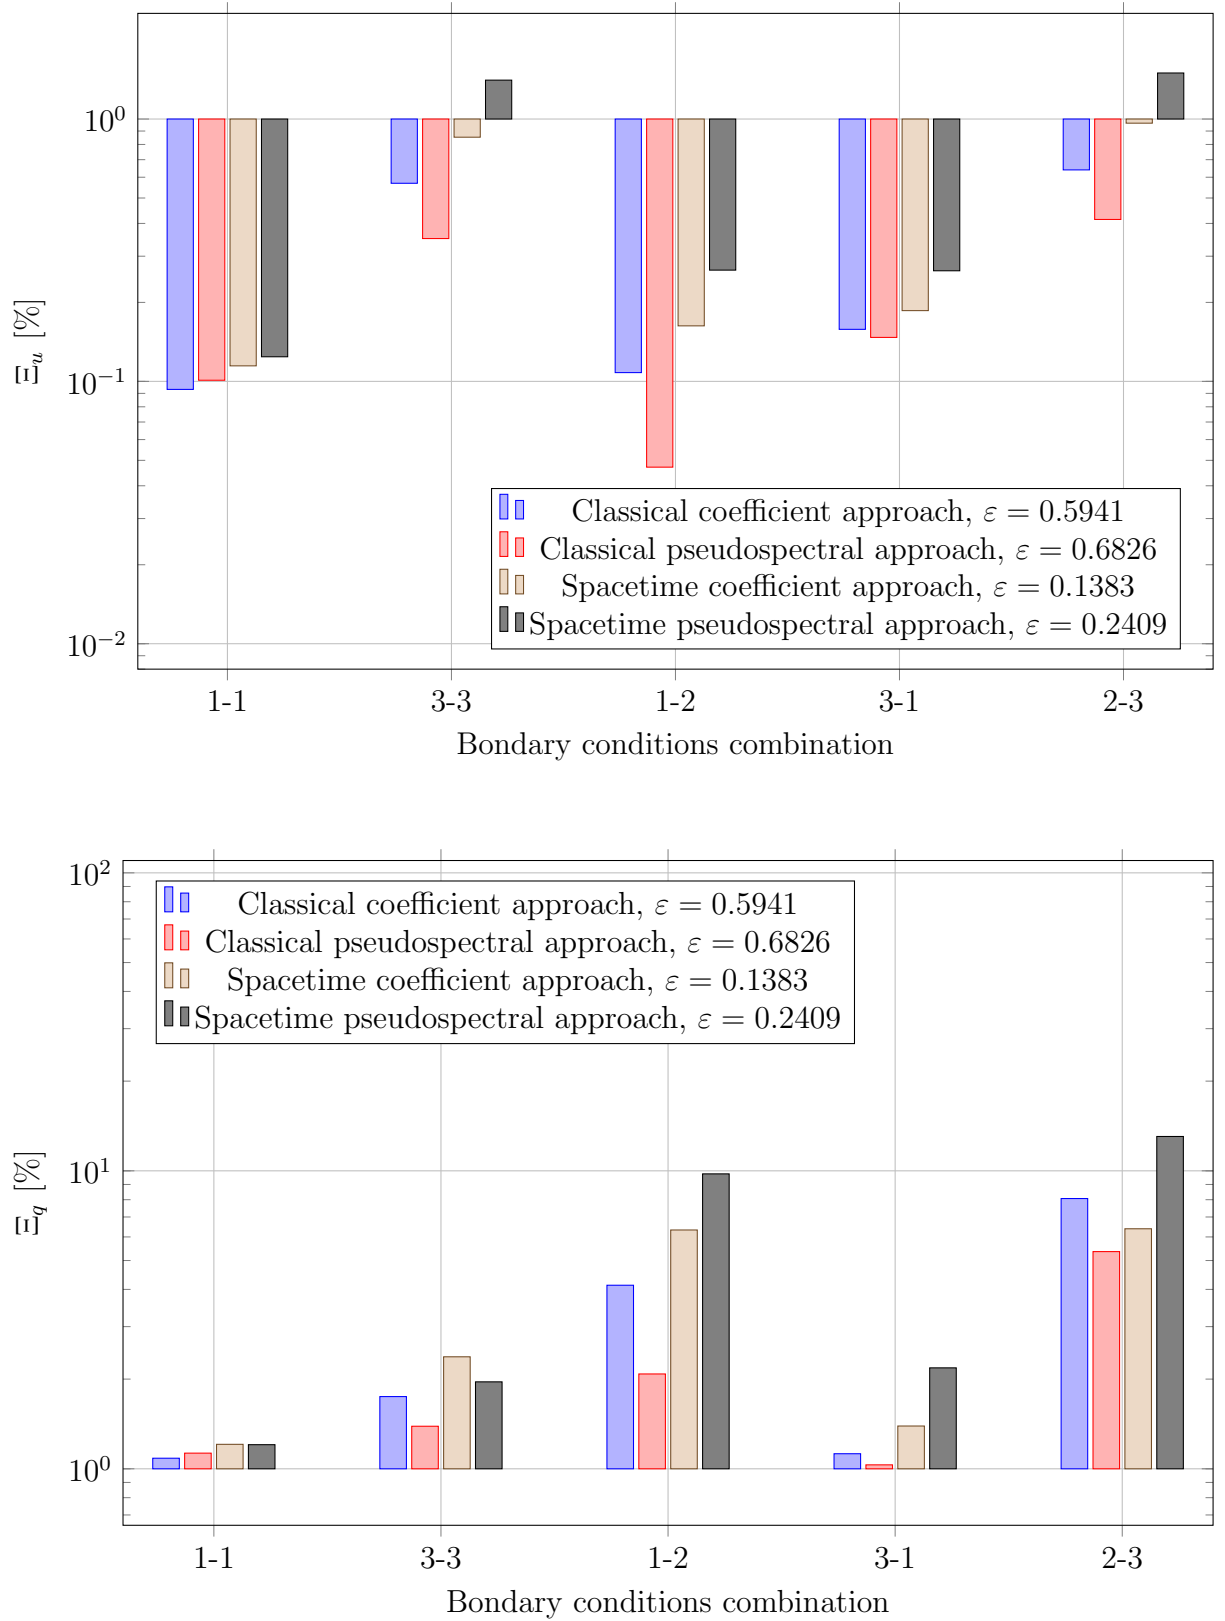 10^0
10^-1
10^-2
Ξ_u [%]
Classical coefficient approach, ε = 0.5941
Classical pseudospectral approach, ε = 0.6826
Spacetime coefficient approach, ε = 0.1383
Spacetime pseudospectral approach, ε = 0.2409
1-1 3-3 1-2 3-1 2-3
Bondary conditions combination
10^2
10^1
10^0
Ξ_q [%]
Classical coefficient approach, ε = 0.5941
Classical pseudospectral approach, ε = 0.6826
Spacetime coefficient approach, ε = 0.1383
Spacetime pseudospectral approach, ε = 0.2409
1-1 3-3 1-2 3-1 2-3
Bondary conditions combination